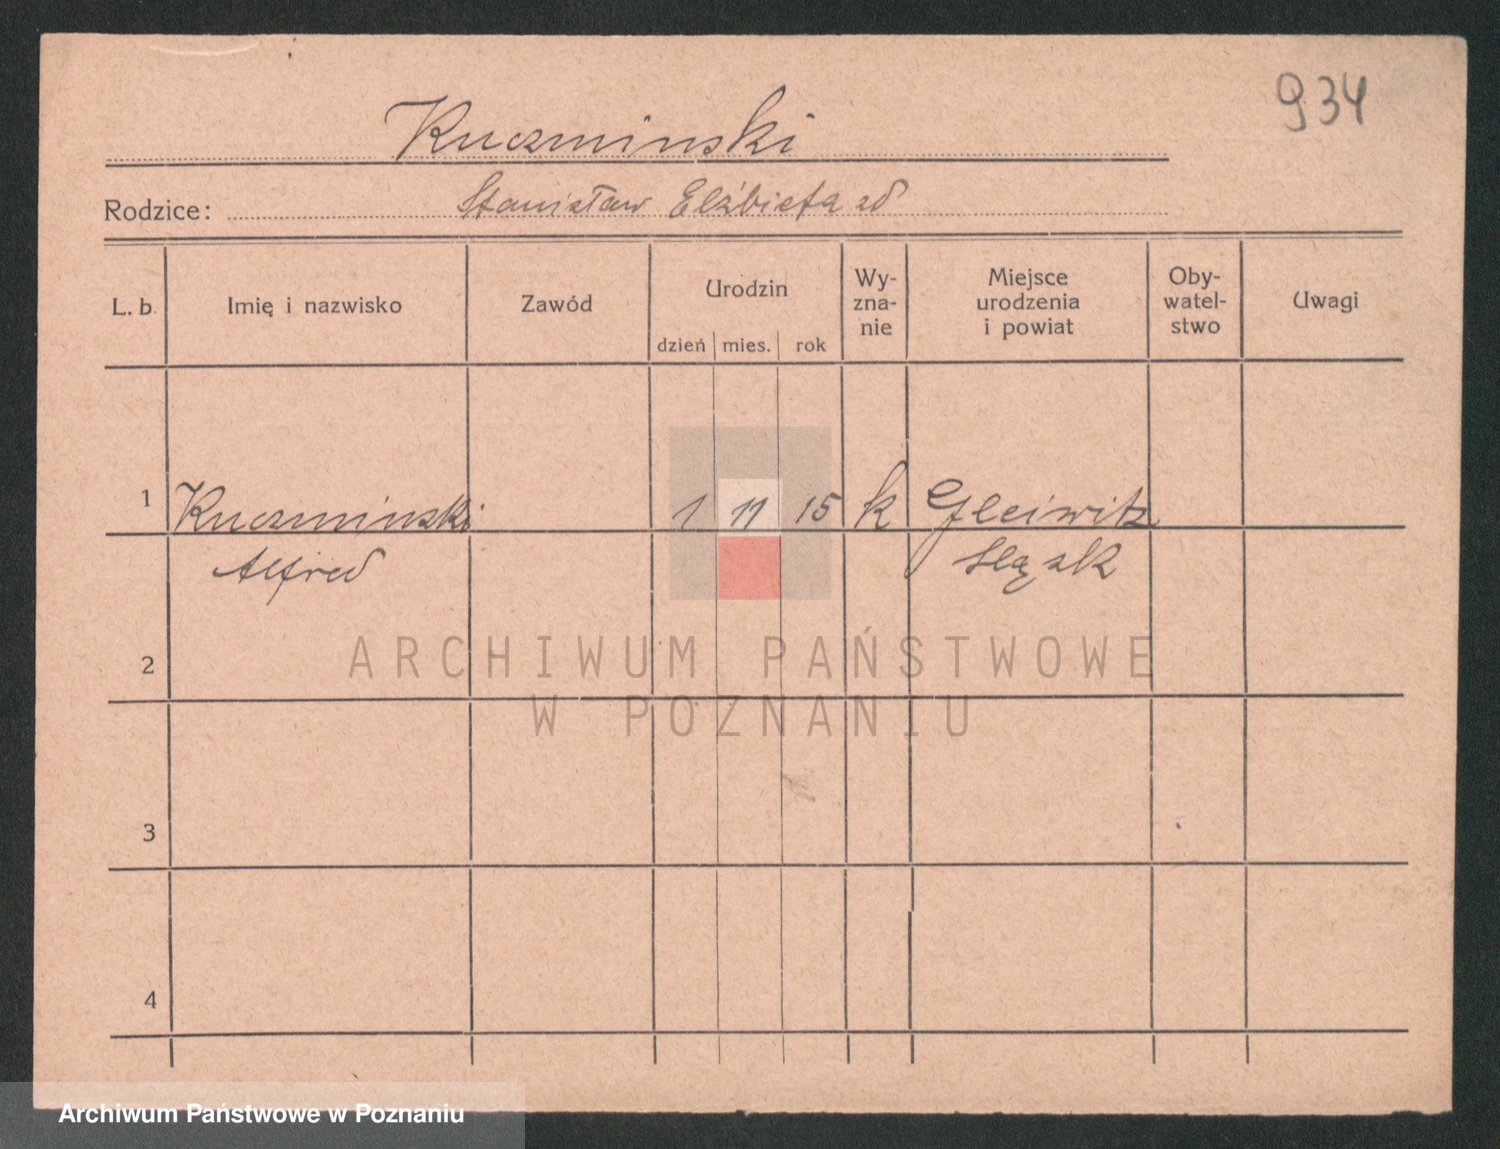 934
Kuczminski
Rodzice: Stanisław Elżbieta zd
L. b. Imię i nazwisko Zawód Urodzin dzień mies. rok Wy-zna-nie Miejsce urodzenia i powiat Oby-watel-stwo Uwagi
1 Kuczminski 1 11 15 k Gleiwitz
Alfred Śląsk
2
ARCHIWUM PAŃSTWOWE
W POZNANIU
3
4
Archiwum Państwowe w Poznaniu